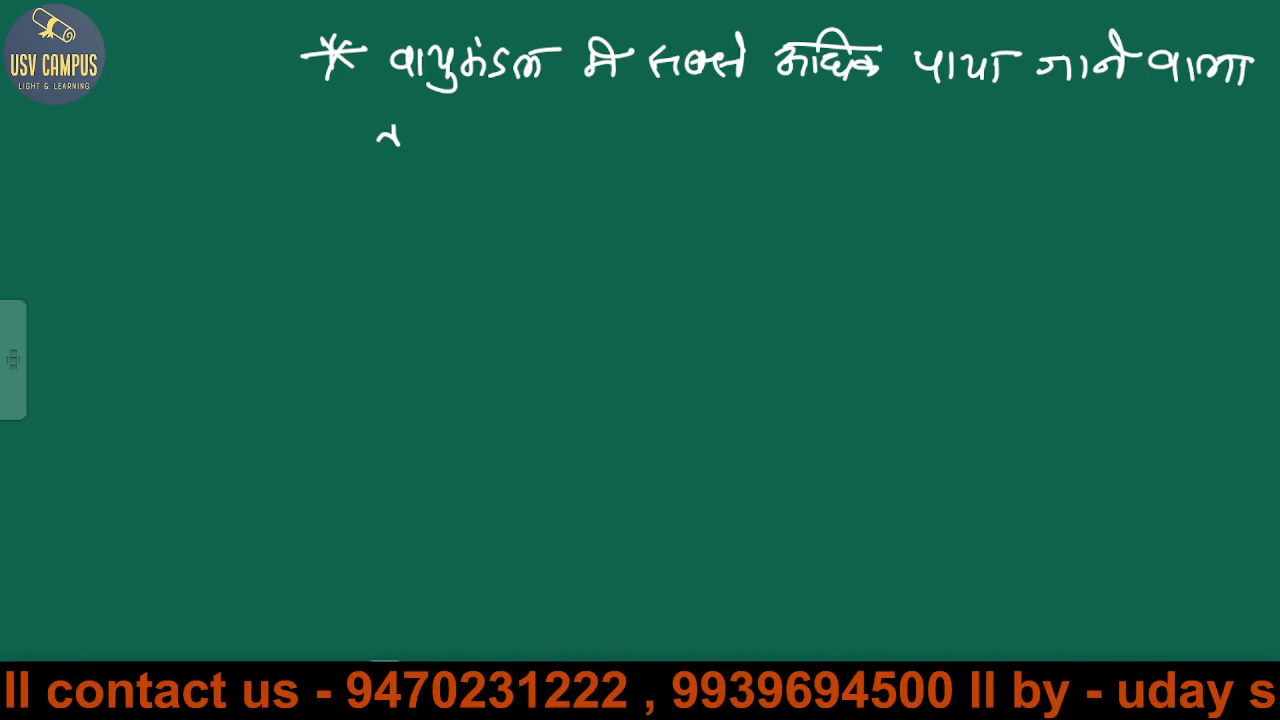 USV CAMPUS
LIGHT & LEARNING
* वायुमंडल में सबसे अधिक पाया जाने वाला
ll contact us - 9470231222 , 9939694500 ll by - uday s